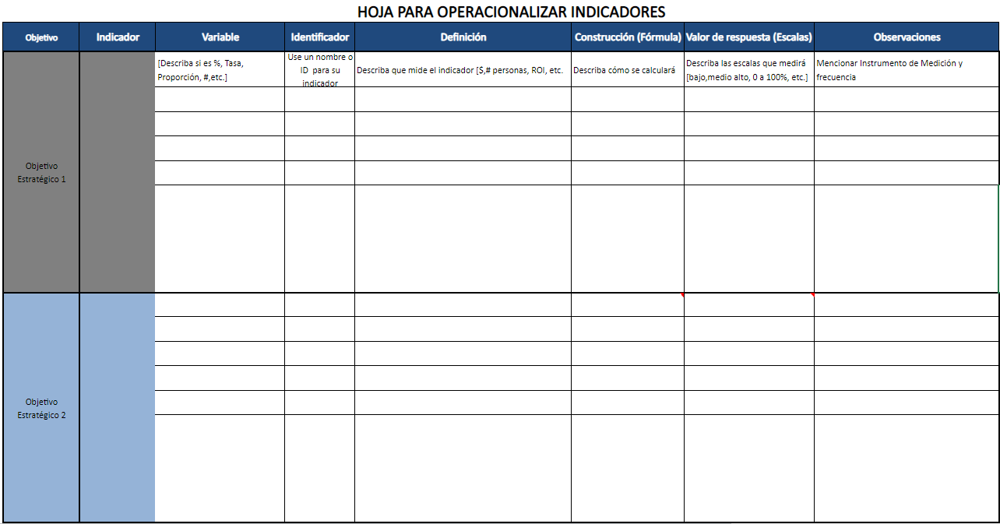 HOJA PARA OPERACIONALIZAR INDICADORES
Objetivo Indicador Variable Identificador Definición Construcción (Fórmula) Valor de respuesta (Escalas) Observaciones
[Describa si es %, Tasa,
Proporción, #,etc.]
Use un nombre o
ID para su
indicador
Describa que mide el indicador [$,# personas, ROI, etc.
Describa cómo se calculará
Describa las escalas que medirá
[bajo,medio alto, 0 a 100%, etc.]
Mencionar Instrumento de Medición y
frecuencia
Objetivo
Estratégico 1
Objetivo
Estratégico 2